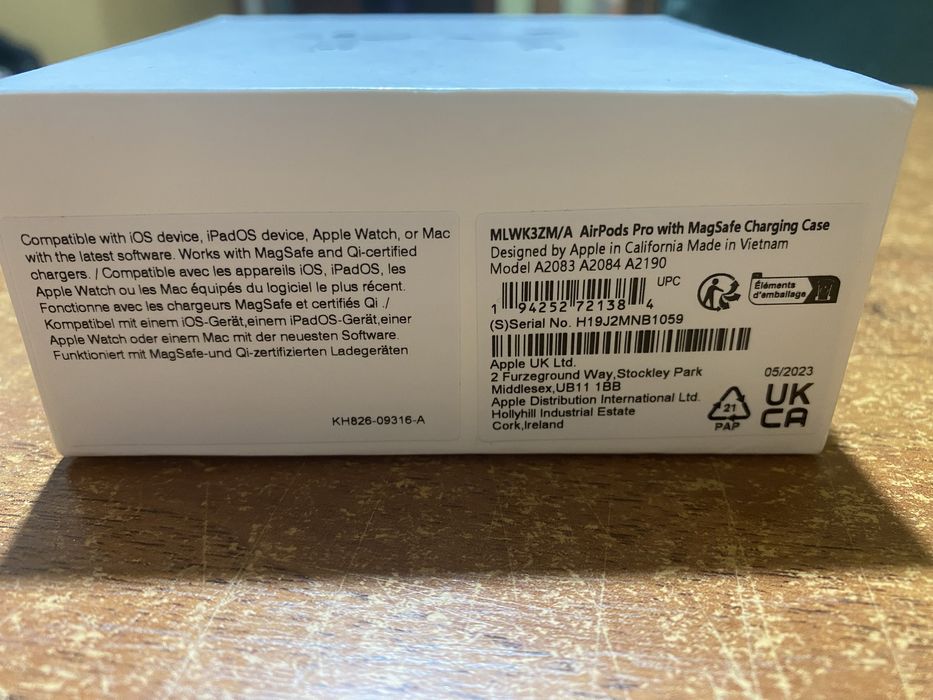 Compatible with iOS device, iPadOS device, Apple Watch, or Mac
with the latest software. Works with MagSafe and Qi-certified
chargers. / Compatible avec les appareils iOS, iPadOS, les
Apple Watch ou les Mac équipés du logiciel le plus récent.
Fonctionne avec les chargeurs MagSafe et certifiés Qi ./
Kompatibel mit einem iOS-Gerät,einem iPadOS-Gerät,einer
Apple Watch oder einem Mac mit der neuesten Software.
Funktioniert mit MagSafe-und Qi-zertifizierten Ladegeräten
KH826-09316-A
MLWK3ZM/A AirPods Pro with MagSafe Charging Case
Designed by Apple in California Made in Vietnam
Model A2083 A2084 A2190
UPC
1 94252 72138 4
Éléments
d'emballage
(S)Serial No. H19J2MNB1059
Apple UK Ltd.
2 Furzeground Way,Stockley Park
Middlesex,UB11 1BB
Apple Distribution International Ltd.
Hollyhill Industrial Estate
Cork,Ireland
21
PAP
05/2023
UK
CA